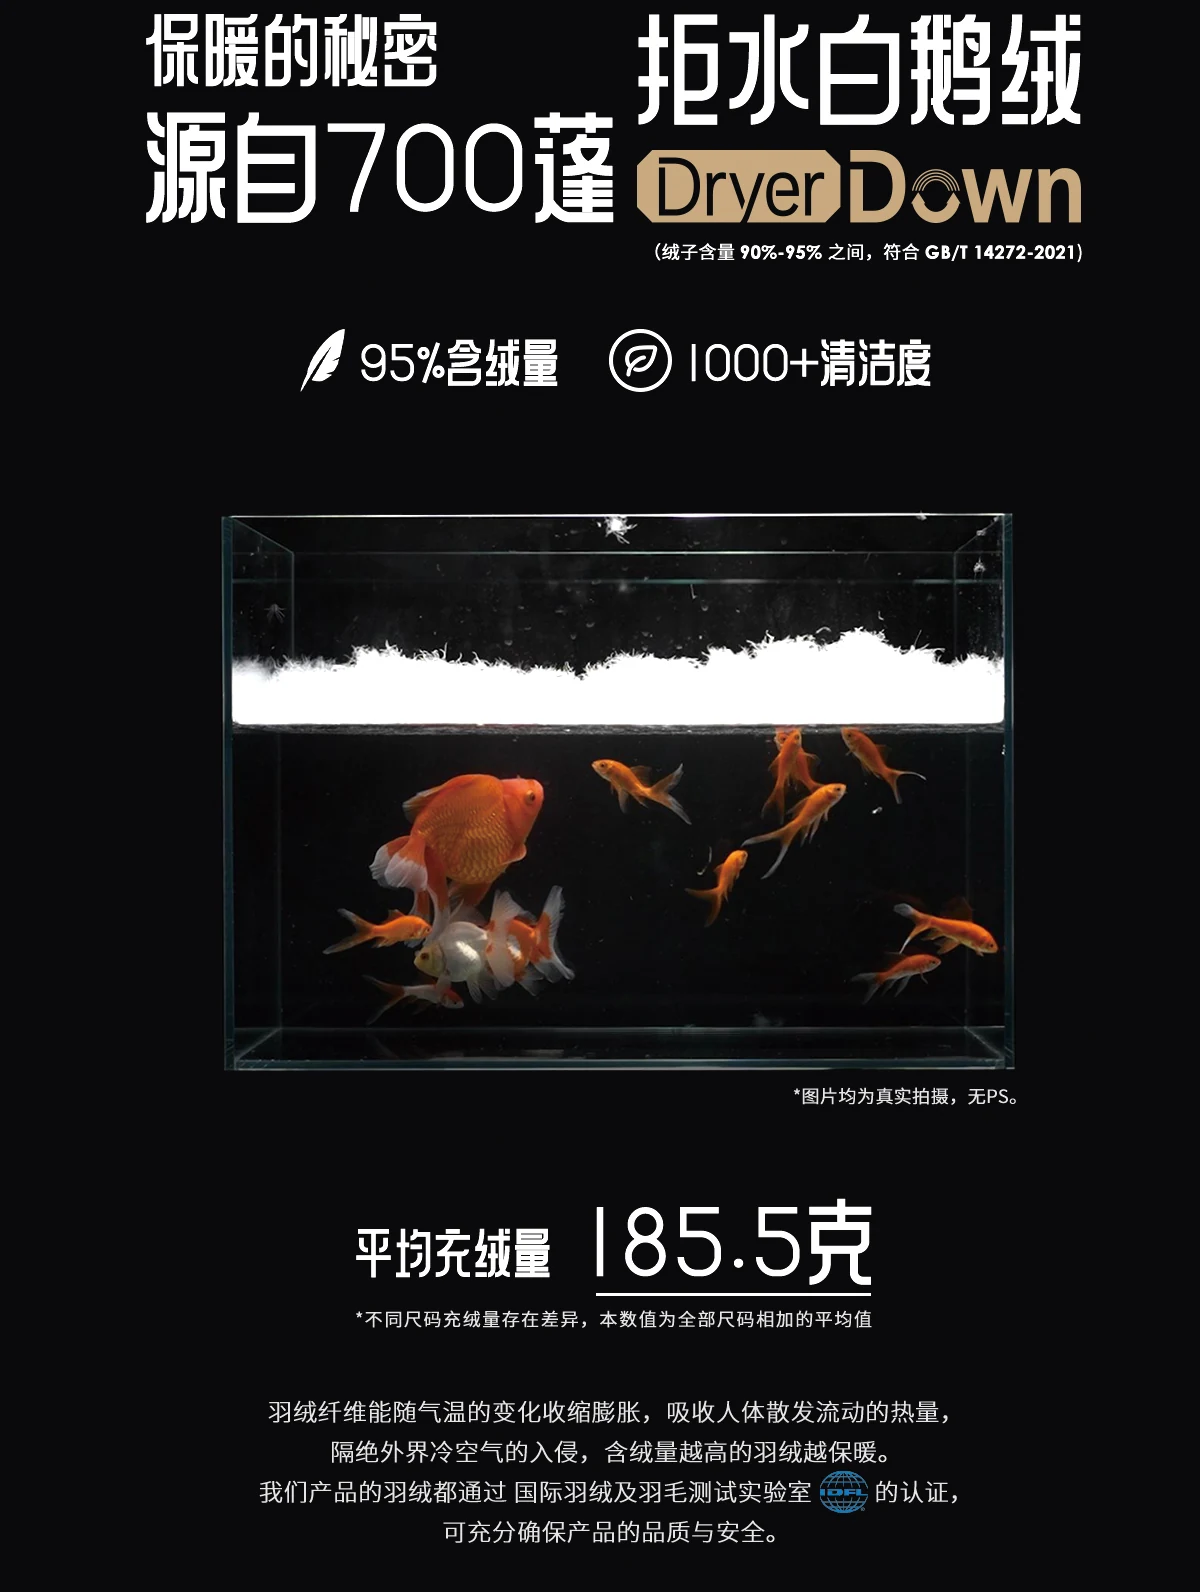 保暖的秘密
源自700蓬
拒水白鹅绒
Dryer Down
(绒子含量 90%-95% 之间，符合 GB/T 14272-2021)
95%含绒量
1000+清洁度
*图片均为真实拍摄，无PS。
平均充绒量 185.5克
*不同尺码充绒量存在差异，本数值为全部尺码相加的平均值
羽绒纤维能随气温的变化收缩膨胀，吸收人体散发流动的热量，
隔绝外界冷空气的入侵，含绒量越高的羽绒越保暖。
我们产品的羽绒都通过 国际羽绒及羽毛测试实验室 IDFL 的认证，
可充分确保产品的品质与安全。